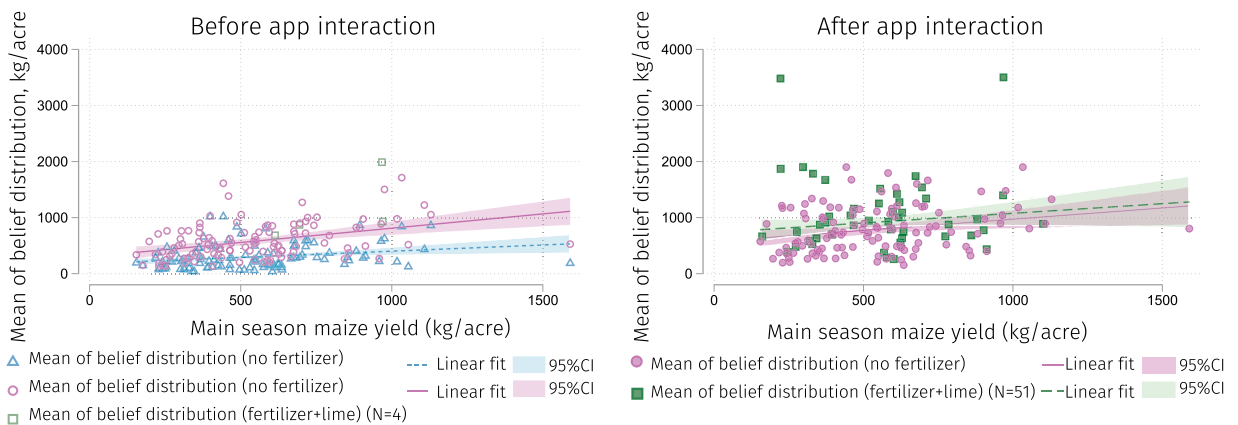 Before app interaction
Mean of belief distribution, kg/acre
4000
3000
2000
1000
0
0 500 1000 1500
Main season maize yield (kg/acre)
Mean of belief distribution (no fertilizer)
Mean of belief distribution (no fertilizer)
Mean of belief distribution (fertilizer+lime) (N=4)
Linear fit 95%CI
Linear fit 95%CI
After app interaction
Mean of belief distribution, kg/acre
4000
3000
2000
1000
0
0 500 1000 1500
Main season maize yield (kg/acre)
Mean of belief distribution (no fertilizer)
Mean of belief distribution (fertilizer+lime) (N=51)
Linear fit 95%CI
Linear fit 95%CI